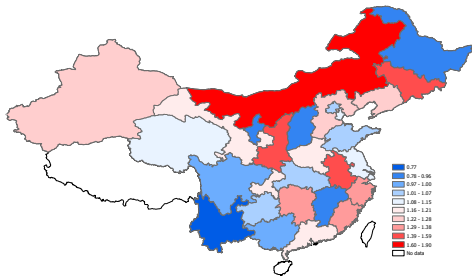 0.77
0.78 - 0.96
0.97 - 1.00
1.01 - 1.07
1.08 - 1.15
1.16 - 1.21
1.22 - 1.28
1.29 - 1.38
1.39 - 1.59
1.60 - 1.90
No data